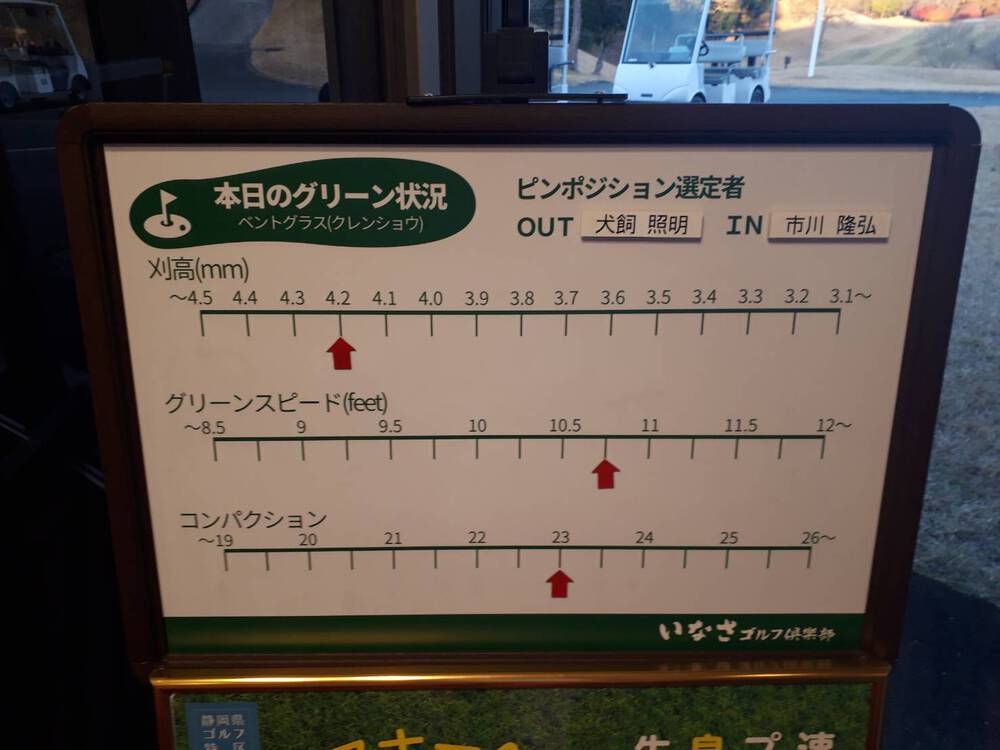 本日のグリーン状況
ベントグラス(クレンショウ)
ピンポジション選定者
OUT 犬飼 照明 IN 市川 隆弘
刈高(mm)
～4.5 4.4 4.3 4.2 4.1 4.0 3.9 3.8 3.7 3.6 3.5 3.4 3.3 3.2 3.1～
グリーンスピード(feet)
～8.5 9 9.5 10 10.5 11 11.5 12～
コンパクション
～19 20 21 22 23 24 25 26～
いなさゴルフ倶楽部
静岡県
ゴルフ
特区